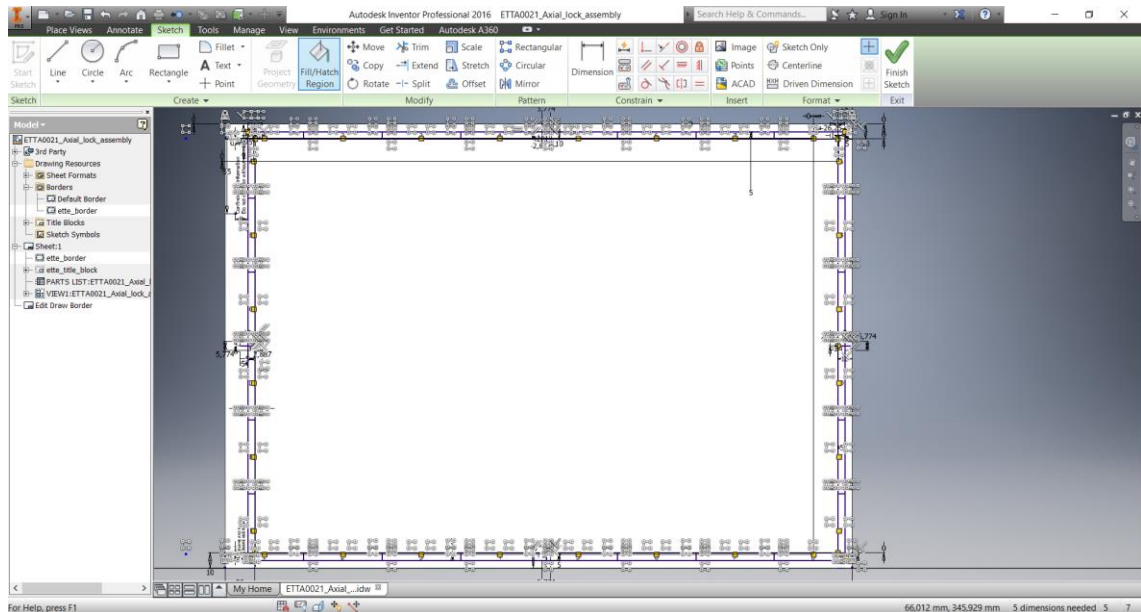 Autodesk Inventor Professional 2016 ETTA0021_Axial_lock_assembly
Search Help & Commands...
Sign In
PRO
Place Views Annotate Sketch Tools Manage View Environments Get Started Autodesk A360
Start Sketch
Line
Circle
Arc
Rectangle
Fillet
Text
Point
Project Geometry
Fill/Hatch Region
Move
Copy
Rotate
Trim
Extend
Split
Scale
Stretch
Offset
Rectangular
Circular
Mirror
Dimension
Image
Points
ACAD
Sketch Only
Centerline
Driven Dimension
Finish Sketch
Sketch Create Modify Pattern Constrain Insert Format Exit
Model
ETTA0021_Axial_lock_assembly
3rd Party
Drawing Resources
Sheet Formats
Borders
Default Border
ette_border
Title Blocks
Sketch Symbols
Sheet:1
ette_border
ette_title_block
PARTS LIST:ETTA0021_Axial_l
VIEW1:ETTA0021_Axial_lock_a
Edit Draw Border
5
5,774
10
My Home ETTA0021_Axial_...idw
For Help, press F1
66,012 mm, 345,929 mm 5 dimensions needed 5 7